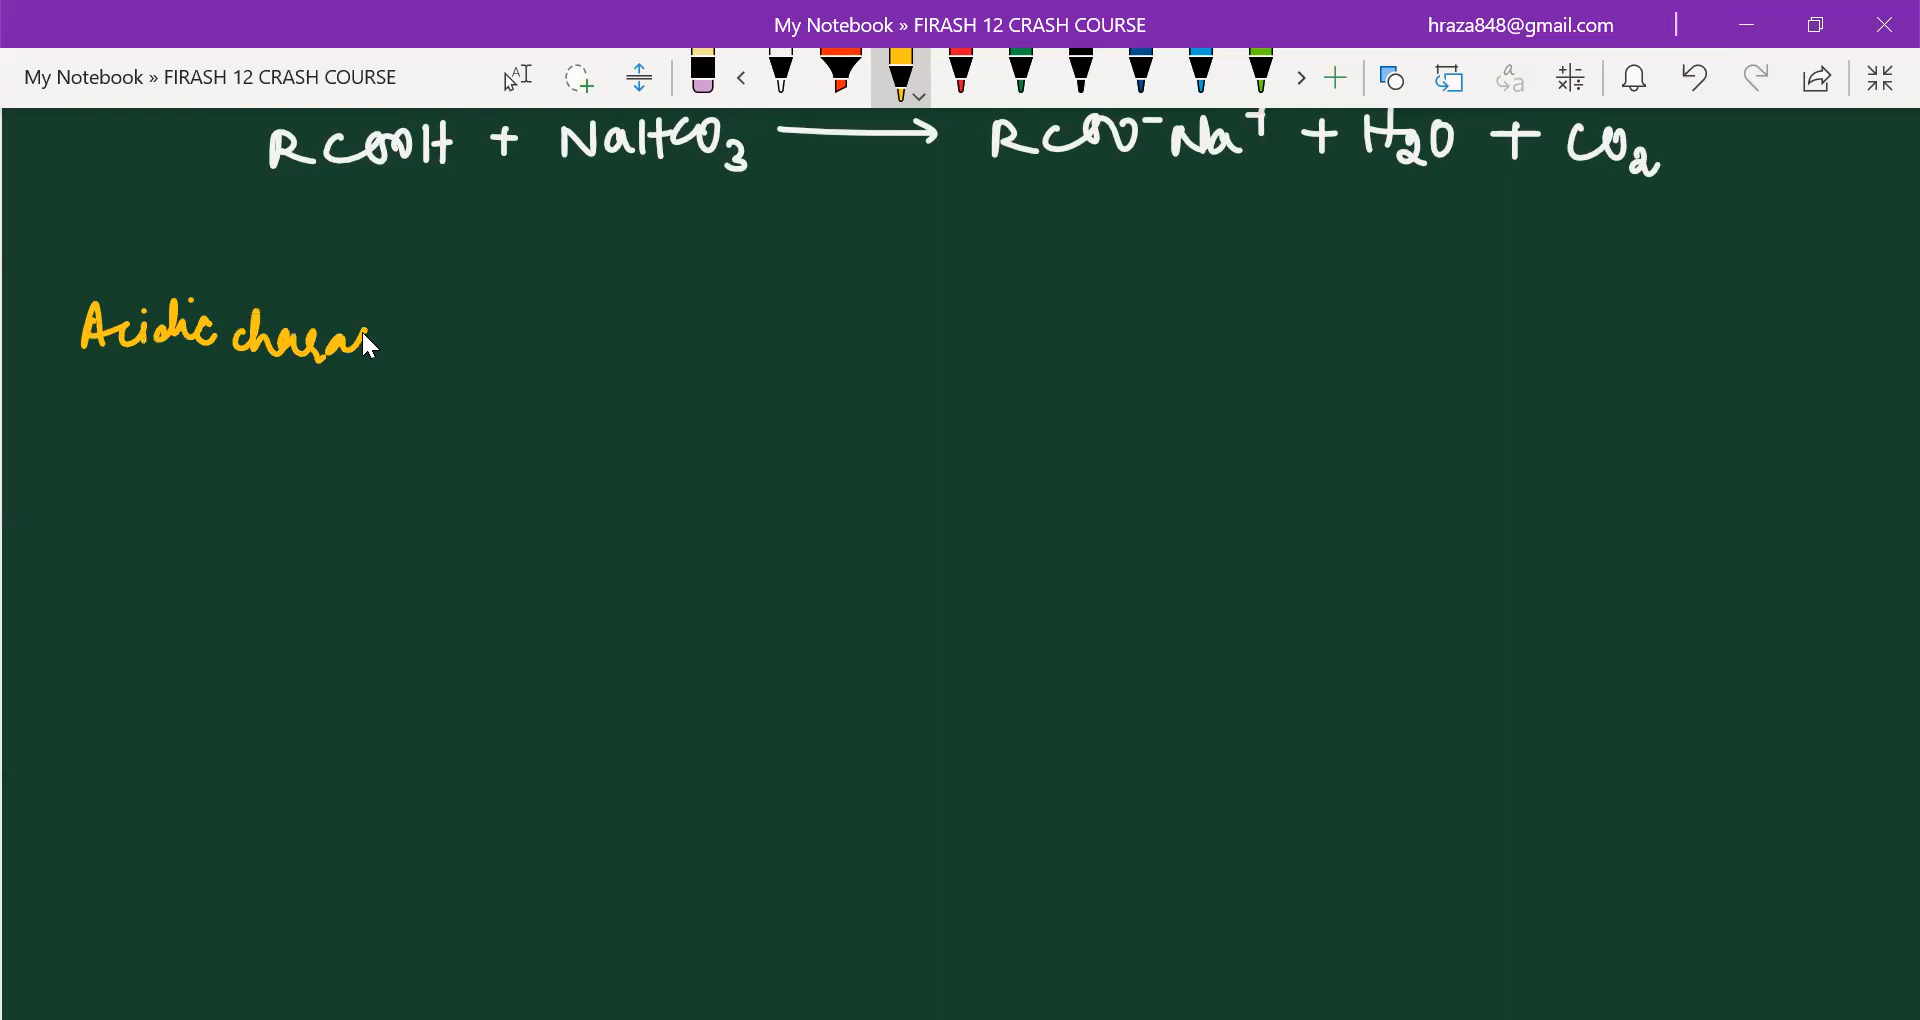 My Notebook » FIRASH 12 CRASH COURSE
hraza848@gmail.com
My Notebook » FIRASH 12 CRASH COURSE
RCOOH + NaHCO₃ ⟶ RCOO⁻Na⁺ + H₂O + CO₂
Acidic charac